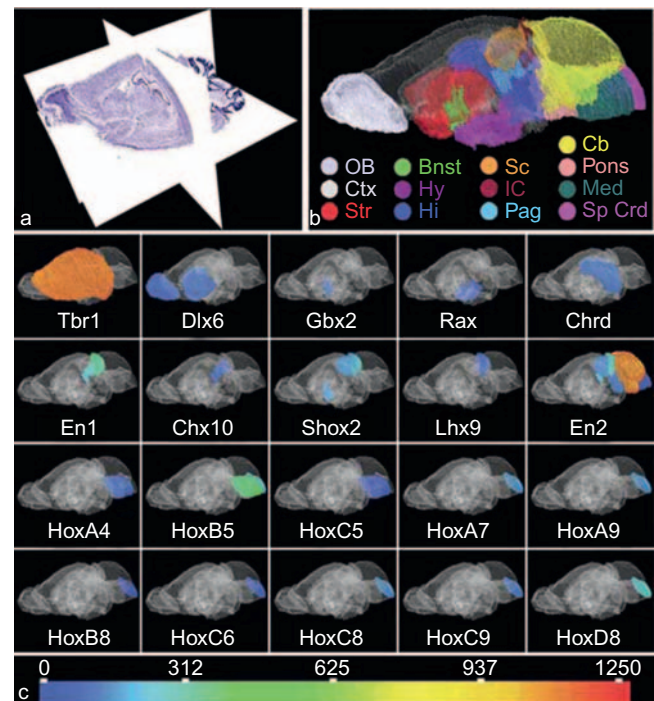 a
b
Cb
OB Bnst Sc Pons
Ctx Hy IC Med
Str Hi Pag Sp Crd
Tbr1 Dlx6 Gbx2 Rax Chrd
En1 Chx10 Shox2 Lhx9 En2
HoxA4 HoxB5 HoxC5 HoxA7 HoxA9
HoxB8 HoxC6 HoxC8 HoxC9 HoxD8
0 312 625 937 1250
c